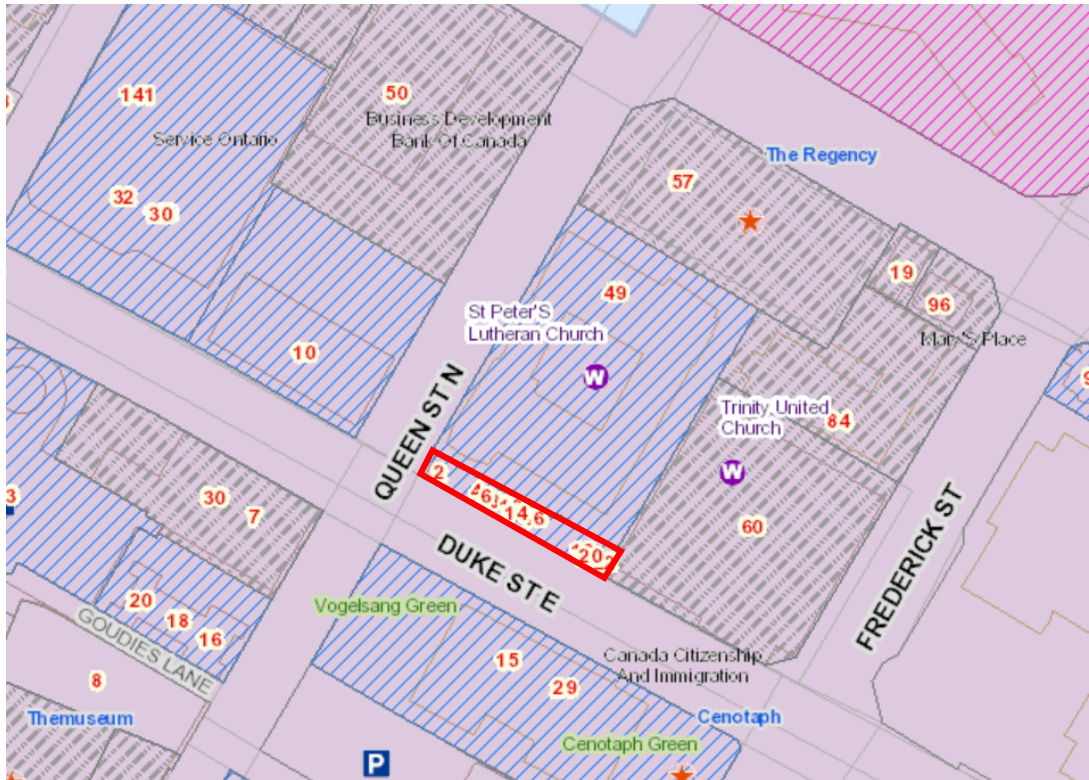 141
50
Business Development
Bank Of Canada
Service Ontario
The Regency
57
32
30
19
49
96
St Peter'S
Lutheran Church
Mary'S Place
10
W
Trinity United
Church
84
QUEEN ST N
W
2
30
7
60
DUKE ST E
FREDERICK ST
20
18
16
Vogelsang Green
GOUDIES LANE
15
29
Canada Citizenship
And Immigration
8
Themuseum
Cenotaph
Cenotaph Green
P